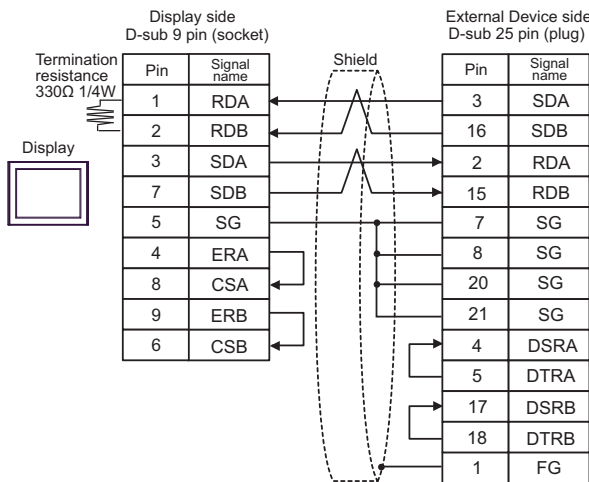 Display side
D-sub 9 pin (socket)
External Device side
D-sub 25 pin (plug)
Termination
resistance
330Ω 1/4W
Shield
Display
Pin Signal name
1 RDA
2 RDB
3 SDA
7 SDB
5 SG
4 ERA
8 CSA
9 ERB
6 CSB
Pin Signal name
3 SDA
16 SDB
2 RDA
15 RDB
7 SG
8 SG
20 SG
21 SG
4 DSRA
5 DTRA
17 DSRB
18 DTRB
1 FG